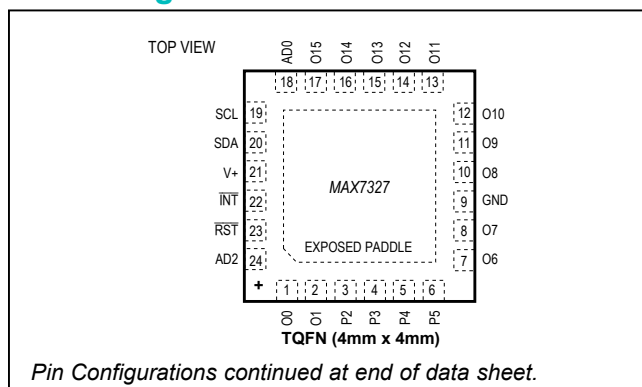 TOP VIEW
AD0 O15 O14 O13 O12 O11
18 17 16 15 14 13
SCL 19 12 O10
SDA 20 11 O9
V+ 21 10 O8
MAX7327
INT 22 9 GND
RST 23 8 O7
EXPOSED PADDLE
AD2 24 7 O6
+ 1 2 3 4 5 6
O0 O1 P2 P3 P4 P5
TQFN (4mm x 4mm)
Pin Configurations continued at end of data sheet.